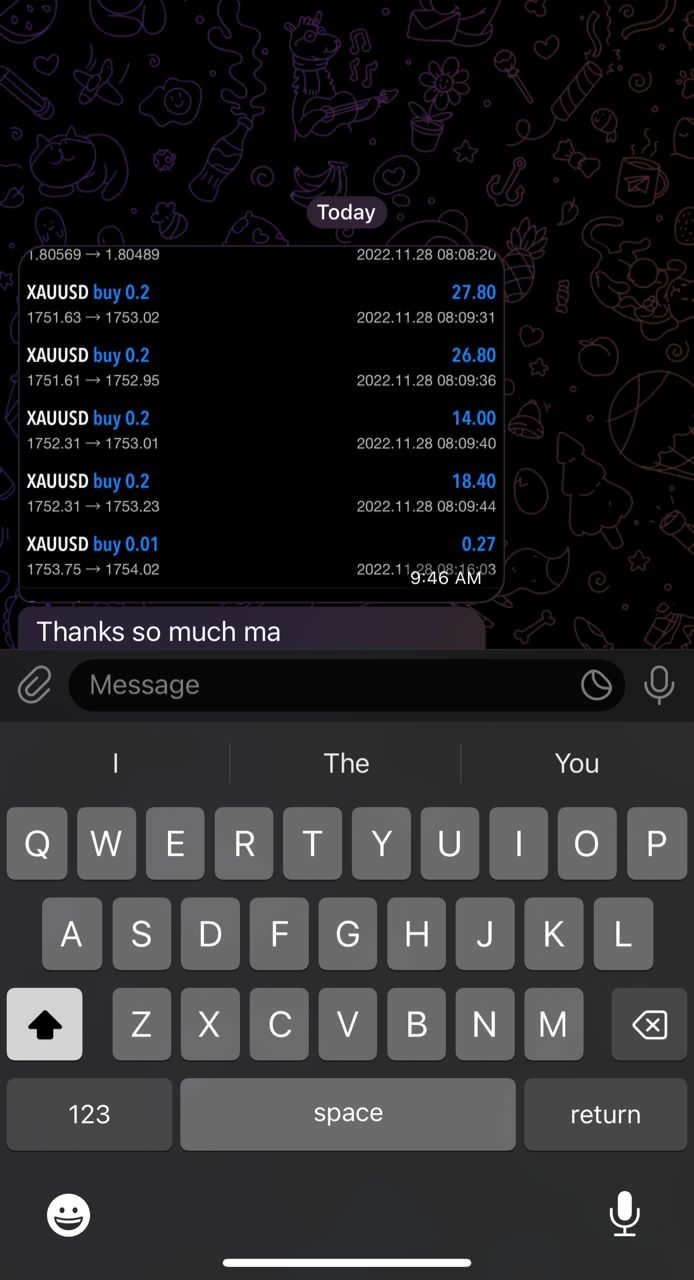 Today
1.80569 → 1.80489 2022.11.28 08:08:20
XAUUSD buy 0.2 27.80
1751.63 → 1753.02 2022.11.28 08:09:31
XAUUSD buy 0.2 26.80
1751.61 → 1752.95 2022.11.28 08:09:36
XAUUSD buy 0.2 14.00
1752.31 → 1753.01 2022.11.28 08:09:40
XAUUSD buy 0.2 18.40
1752.31 → 1753.23 2022.11.28 08:09:44
XAUUSD buy 0.01 0.27
1753.75 → 1754.02 2022.11.28 08:16:03
9:46 AM
Thanks so much ma
Message
I The You
Q W E R T Y U I O P
A S D F G H J K L
Z X C V B N M
123 space return